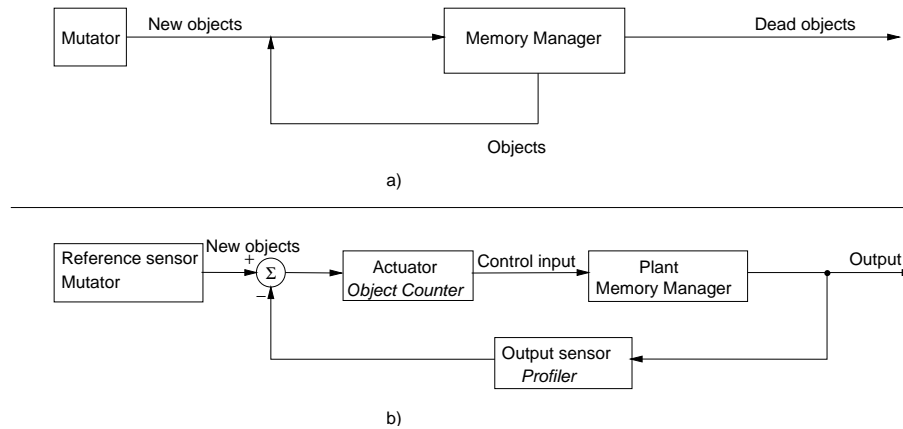 New objects
Mutator
Memory Manager
Dead objects
Objects
a)
Reference sensor
Mutator
New objects
+
Σ
−
Actuator
Object Counter
Control input
Plant
Memory Manager
Output
Output sensor
Profiler
b)